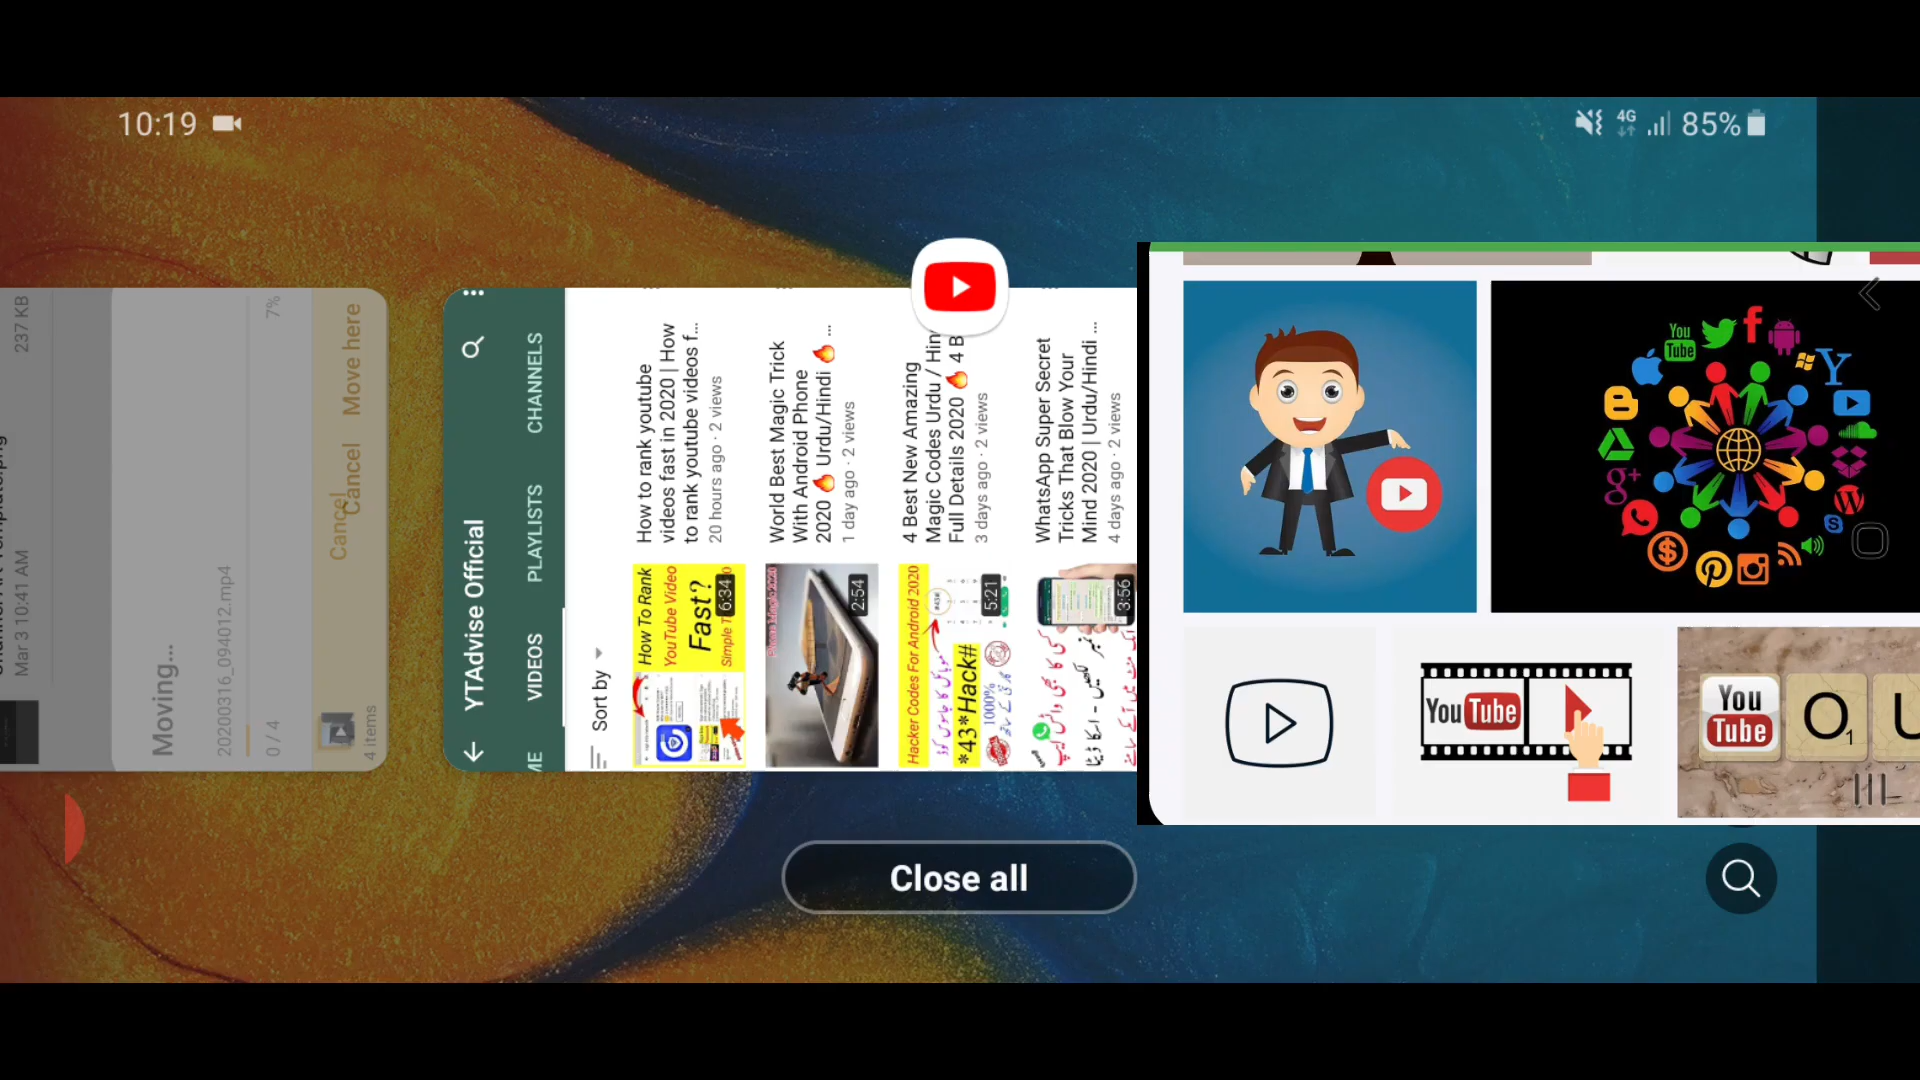 10:19
4G
85%
237 KB
Mar 3 10:41 AM
Moving...
20200316_094012.mp4
0 / 4
7%
Cancel
Cancel
Move here
4 items
YTAdvise Official
VIDEOS
PLAYLISTS
CHANNELS
Sort by
How to rank youtube
videos fast in 2020 | How
to rank youtube videos f...
20 hours ago · 2 views
How To Rank
YouTube Video
Fast?
6:34
World Best Magic Trick
With Android Phone
2020 🔥 Urdu/Hindi 🔥 ...
1 day ago · 2 views
2:54
4 Best New Amazing
Magic Codes Urdu / Hin
Full Details 2020 🔥 4 B
3 days ago · 2 views
Hacker Codes For Android 2020
*43*Hack#
1000%
5:21
WhatsApp Super Secret
Tricks That Blow Your
Mind 2020 | Urdu/Hindi ...
4 days ago · 2 views
3:56
Close all
You
Tube
You Tube
You
Tube
O1
U